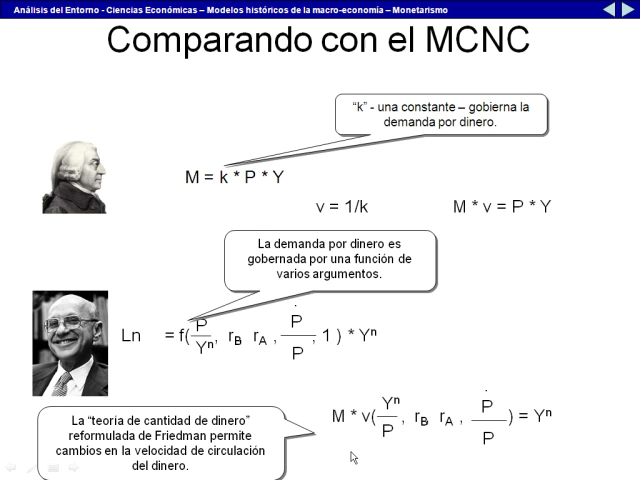 Análisis del Entorno - Ciencias Económicas – Modelos históricos de la macro-economía – Monetarismo
Comparando con el MCNC
“k” - una constante – gobierna la
demanda por dinero.
M = k * P * Y
v = 1/k
M * v = P * Y
La demanda por dinero es
gobernada por una función de
varios argumentos.
Ln = f( P/Yⁿ, r_B r_A , Ṗ/P , 1 ) * Yⁿ
M * v( Yⁿ/P , r_B r_A , Ṗ/P ) = Yⁿ
La “teoría de cantidad de dinero”
reformulada de Friedman permite
cambios en la velocidad de circulación
del dinero.